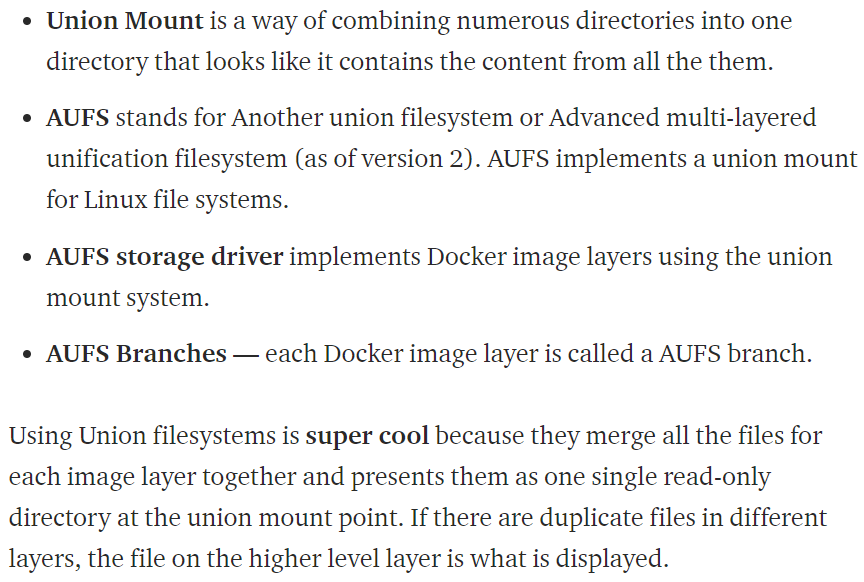 • Union Mount is a way of combining numerous directories into one
directory that looks like it contains the content from all the them.
• AUFS stands for Another union filesystem or Advanced multi-layered
unification filesystem (as of version 2). AUFS implements a union mount
for Linux file systems.
• AUFS storage driver implements Docker image layers using the union
mount system.
• AUFS Branches — each Docker image layer is called a AUFS branch.
Using Union filesystems is super cool because they merge all the files for
each image layer together and presents them as one single read-only
directory at the union mount point. If there are duplicate files in different
layers, the file on the higher level layer is what is displayed.